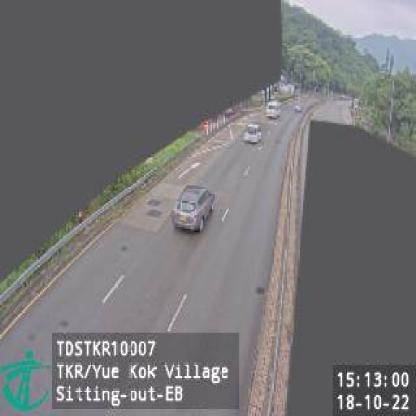 TDSTKR10007
TKR/Yue Kok Village
Sitting-out-EB
15:13:00
18-10-22